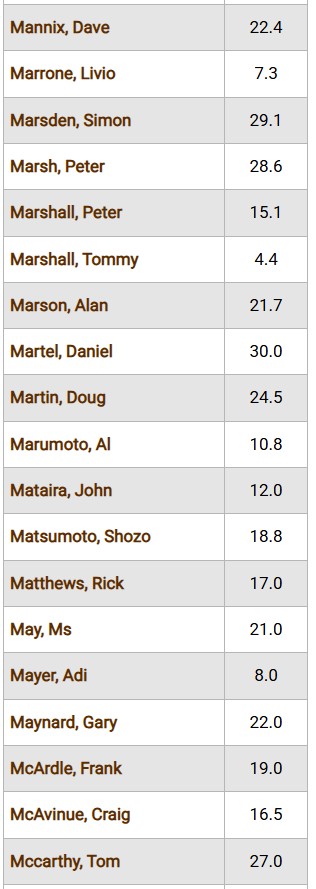 Mannix, Dave 22.4
Marrone, Livio 7.3
Marsden, Simon 29.1
Marsh, Peter 28.6
Marshall, Peter 15.1
Marshall, Tommy 4.4
Marson, Alan 21.7
Martel, Daniel 30.0
Martin, Doug 24.5
Marumoto, Al 10.8
Mataira, John 12.0
Matsumoto, Shozo 18.8
Matthews, Rick 17.0
May, Ms 21.0
Mayer, Adi 8.0
Maynard, Gary 22.0
McArdle, Frank 19.0
McAvinue, Craig 16.5
Mccarthy, Tom 27.0